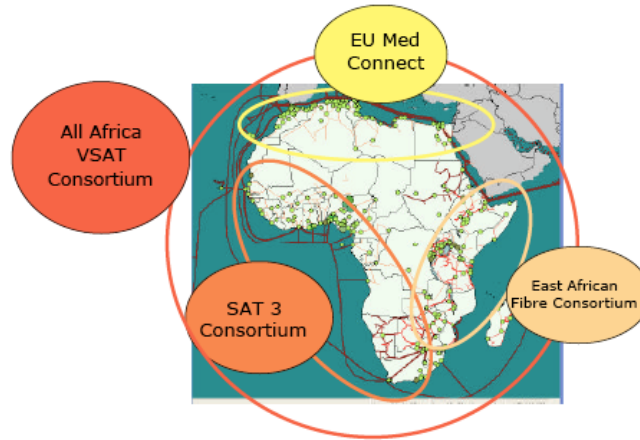 EU Med
Connect
All Africa
VSAT
Consortium
SAT 3
Consortium
East African
Fibre Consortium